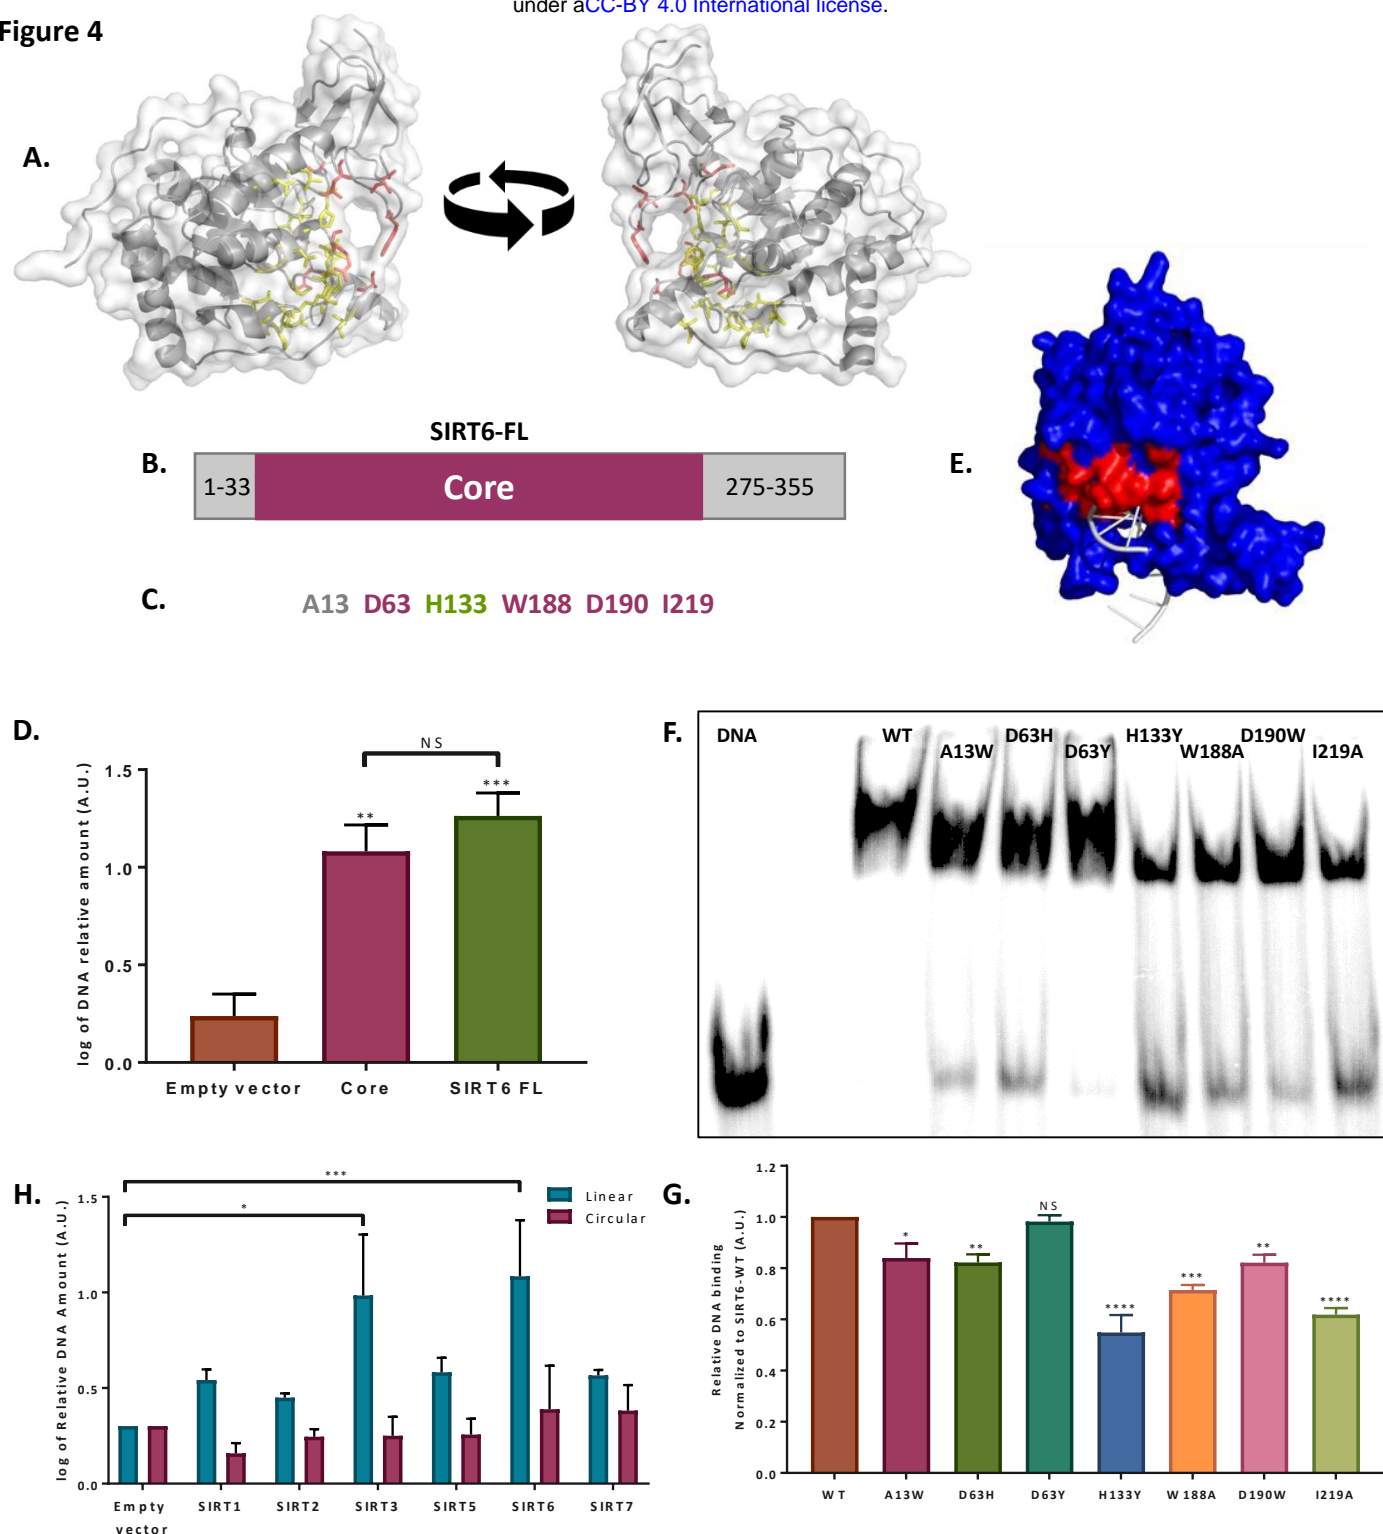 under aCC-BY 4.0 International license.
Figure 4
A.
SIRT6-FL
B.
1-33
Core
275-355
E.
C.
A13 D63 H133 W188 D190 I219
D.
NS
***
**
log of DNA relative amount (A.U.)
1.5
1.0
0.5
0.0
Empty vector
Core
SIRT6 FL
F.
DNA
WT
A13W
D63H
D63Y
H133Y
W188A
D190W
I219A
H.
***
*
Linear
Circular
log of Relative DNA Amount (A.U.)
1.5
1.0
0.5
0.0
Empty
vector
SIRT1
SIRT2
SIRT3
SIRT5
SIRT6
SIRT7
G.
Relative DNA binding
Normalized to SIRT6-WT (A.U.)
1.2
1.0
0.8
0.6
0.4
0.2
0.0
*
**
NS
****
***
**
****
WT
A13W
D63H
D63Y
H133Y
W188A
D190W
I219A